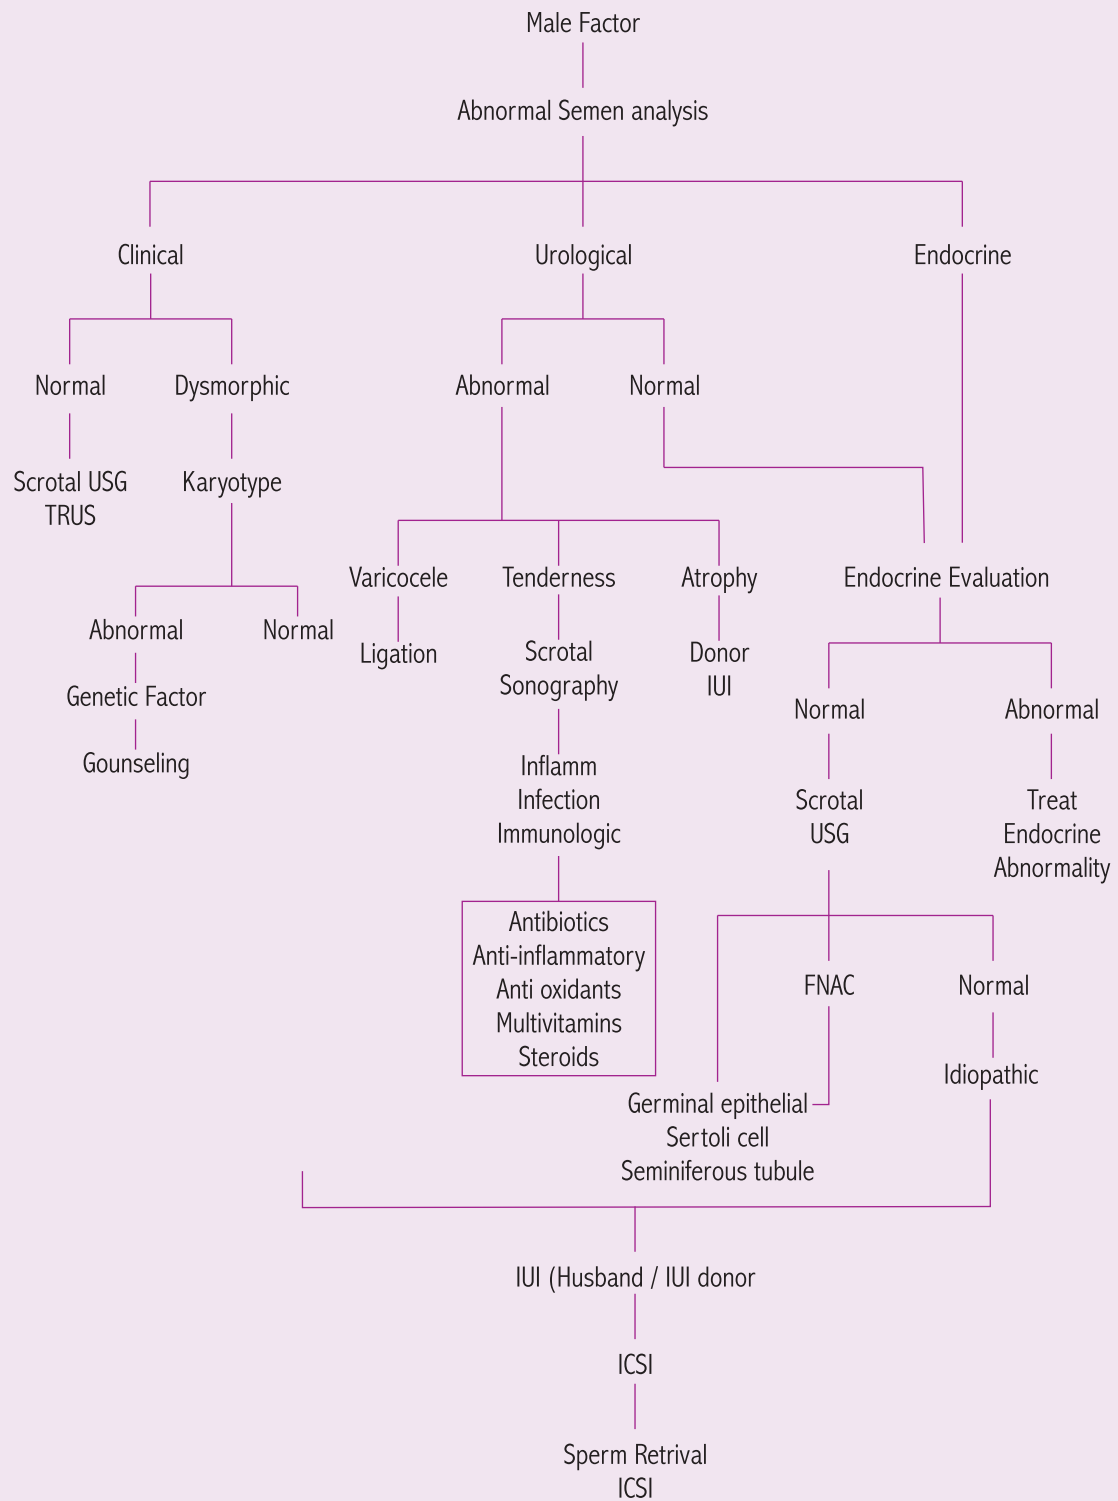 Male Factor
Abnormal Semen analysis
Clinical
Urological
Endocrine
Normal
Dysmorphic
Abnormal
Normal
Scrotal USG
TRUS
Karyotype
Varicocele
Tenderness
Atrophy
Endocrine Evaluation
Abnormal
Normal
Ligation
Scrotal
Sonography
Donor
IUI
Genetic Factor
Gounseling
Normal
Abnormal
Inflamm
Infection
Immunologic
Scrotal
USG
Treat
Endocrine
Abnormality
Antibiotics
Anti-inflammatory
Anti oxidants
Multivitamins
Steroids
FNAC
Normal
Idiopathic
Germinal epithelial
Sertoli cell
Seminiferous tubule
IUI (Husband / IUI donor
ICSI
Sperm Retrival
ICSI